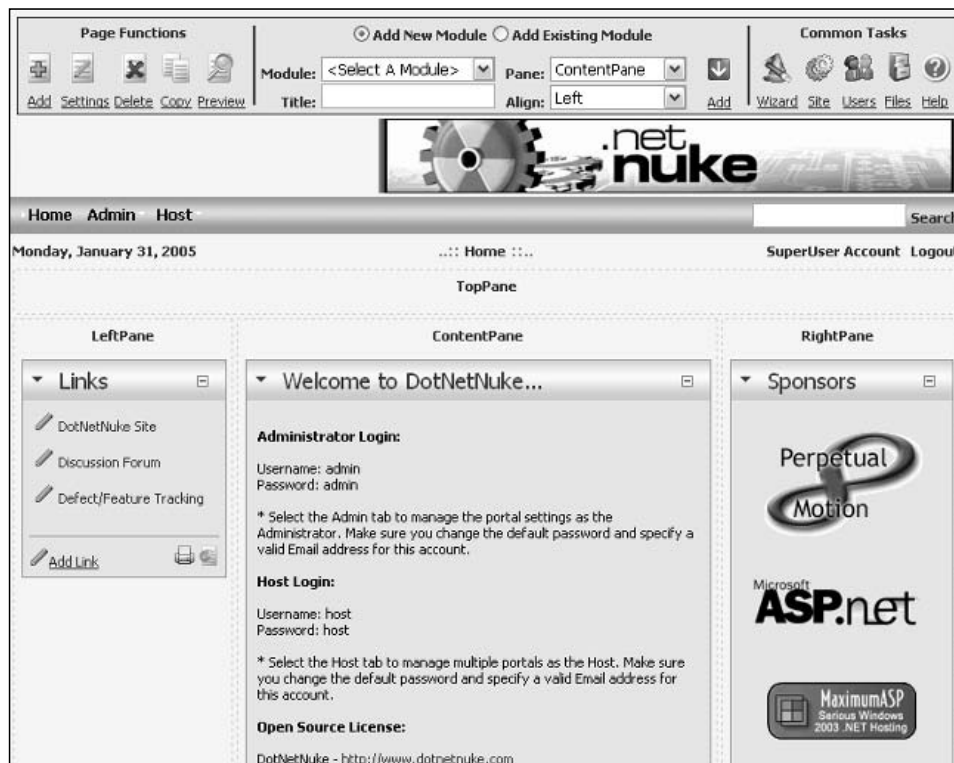 Page Functions
Add New Module Add Existing Module
Common Tasks
Module: <Select A Module> Pane: ContentPane
Title: Align: Left
Add Settings Delete Copy Preview
Add
Wizard Site Users Files Help
.net
nuke
Home Admin Host
Search
Monday, January 31, 2005
..:: Home ::..
SuperUser Account Logout
TopPane
LeftPane
ContentPane
RightPane
Links
DotNetNuke Site
Discussion Forum
Defect/Feature Tracking
Add Link
Welcome to DotNetNuke...
Administrator Login:
Username: admin
Password: admin
* Select the Admin tab to manage the portal settings as the
Administrator. Make sure you change the default password and specify a
valid Email address for this account.
Host Login:
Username: host
Password: host
* Select the Host tab to manage multiple portals as the Host. Make sure
you change the default password and specify a valid Email address for
this account.
Open Source License:
DotNetNuke - http://www.dotnetnuke.com
Sponsors
Perpetual
Motion
Microsoft
ASP.net
MaximumASP
Serious Windows
2003 .NET Hosting